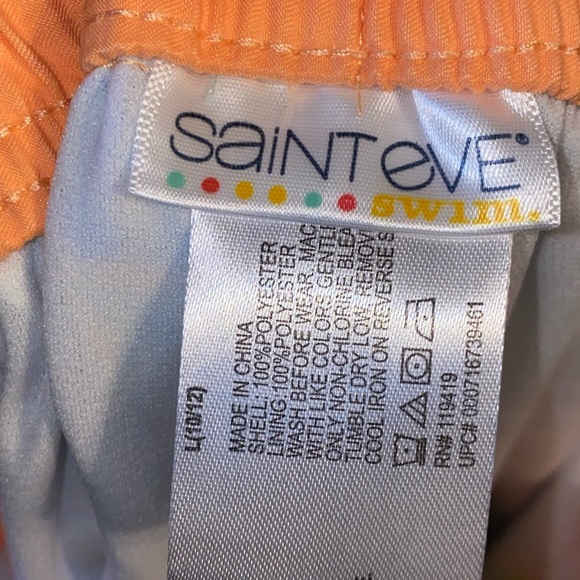 SAINT EVE®
swim.
L(10/12)
MADE IN CHINA
SHELL: 100%POLYESTER
LINING: 100%POLYESTER
WASH BEFORE WEAR. MAC
WITH LIKE COLORS GENTL
ONLY NON-CHLORINE BLEA
TUMBLE DRY LOW. REMOV
COOL IRON ON REVERSE S
RN# 119419
UPC# 000716739461